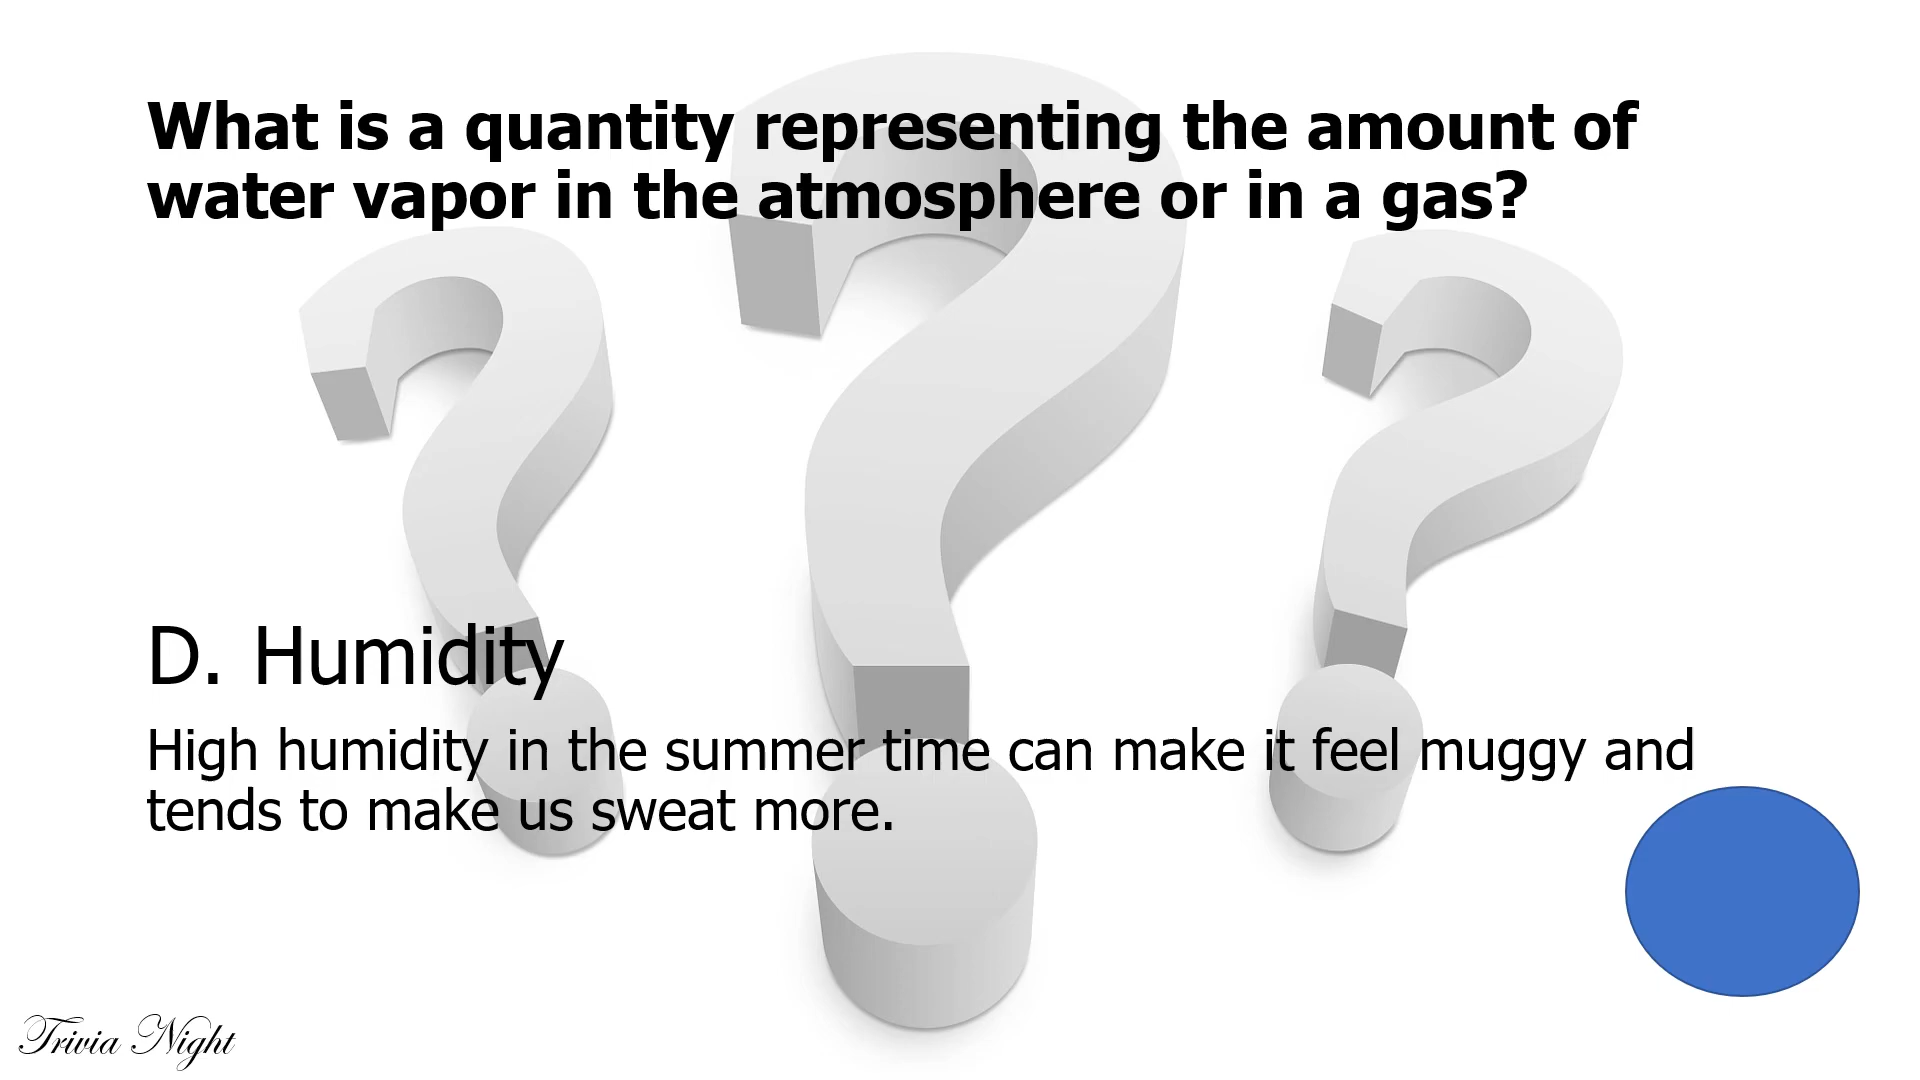 What is a quantity representing the amount of
water vapor in the atmosphere or in a gas?
D. Humidity
High humidity in the summer time can make it feel muggy and
tends to make us sweat more.
Trivia Night